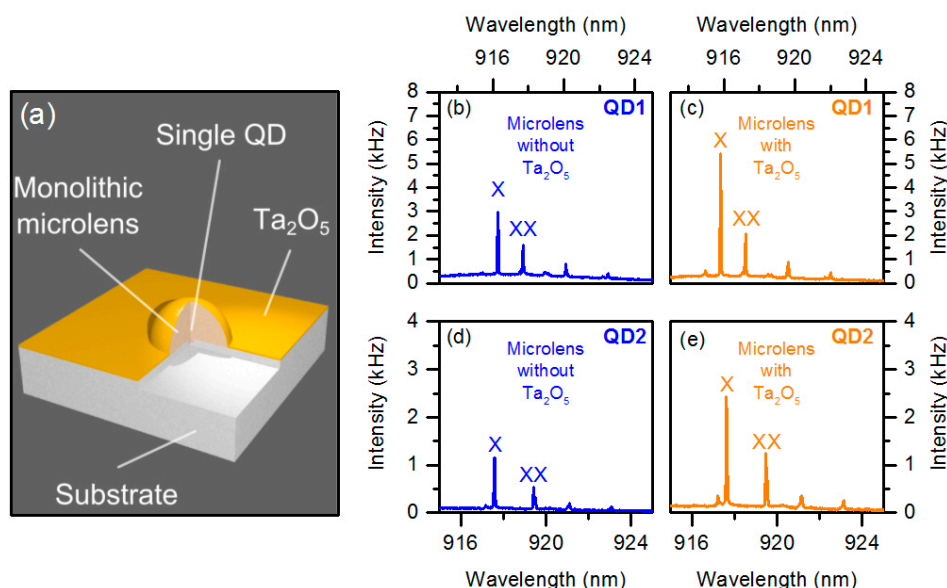 (a)
Single QD
Monolithic
microlens
Ta₂O₅
Substrate
Wavelength (nm)
916 920 924
Intensity (kHz)
8
7
6
5
4
3
2
1
0
(b)
QD1
Microlens
without
Ta₂O₅
X
XX
Wavelength (nm)
916 920 924
(c)
QD1
Microlens
with
Ta₂O₅
X
XX
8
7
6
5
4
3
2
1
0
Intensity (kHz)
Intensity (kHz)
4
3
2
1
0
(d)
QD2
Microlens
without
Ta₂O₅
X
XX
916 920 924
Wavelength (nm)
(e)
QD2
Microlens
with
Ta₂O₅
X
XX
4
3
2
1
0
Intensity (kHz)
916 920 924
Wavelength (nm)